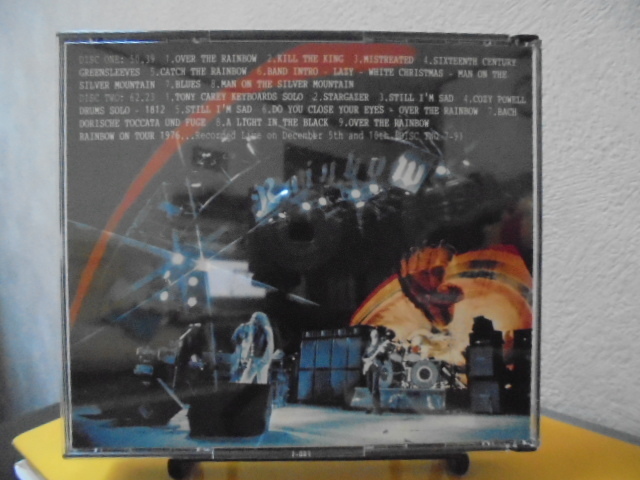 DISC ONE: 58.39 1.OVER THE RAINBOW 2.KILL THE KING 3.MISTREATED 4.SIXTEENTH CENTURY
GREENSLEEVES 5.CATCH THE RAINBOW 6.BAND INTRO - LAZY - WHITE CHRISTMAS - MAN ON THE
SILVER MOUNTAIN 7.BLUES 8.MAN ON THE SILVER MOUNTAIN
DISC TWO: 62.23 1.TONY CAREY KEYBOARDS SOLO 2.STARGAZER 3.STILL I'M SAD 4.COZY POWELL
DRUMS SOLO - 1812 5.STILL I'M SAD 6.DO YOU CLOSE YOUR EYES + OVER THE RAINBOW 7.BACH
DORISCHE TOCCATA UND FUGE 8.A LIGHT IN THE BLACK 9.OVER THE RAINBOW
RAINBOW ON TOUR 1976...Recorded Live on December 5th and
Rainbow